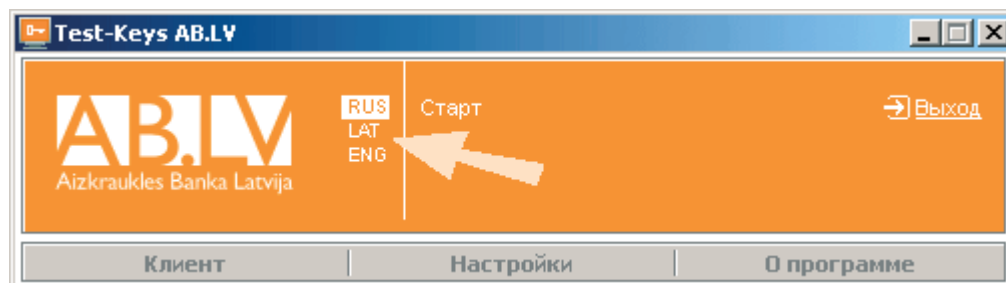 Test-Keys AB.LV
AB.LV
Aizkraukles Banka Latvija
RUS
LAT
ENG
Старт
Выход
Клиент
Настройки
О программе